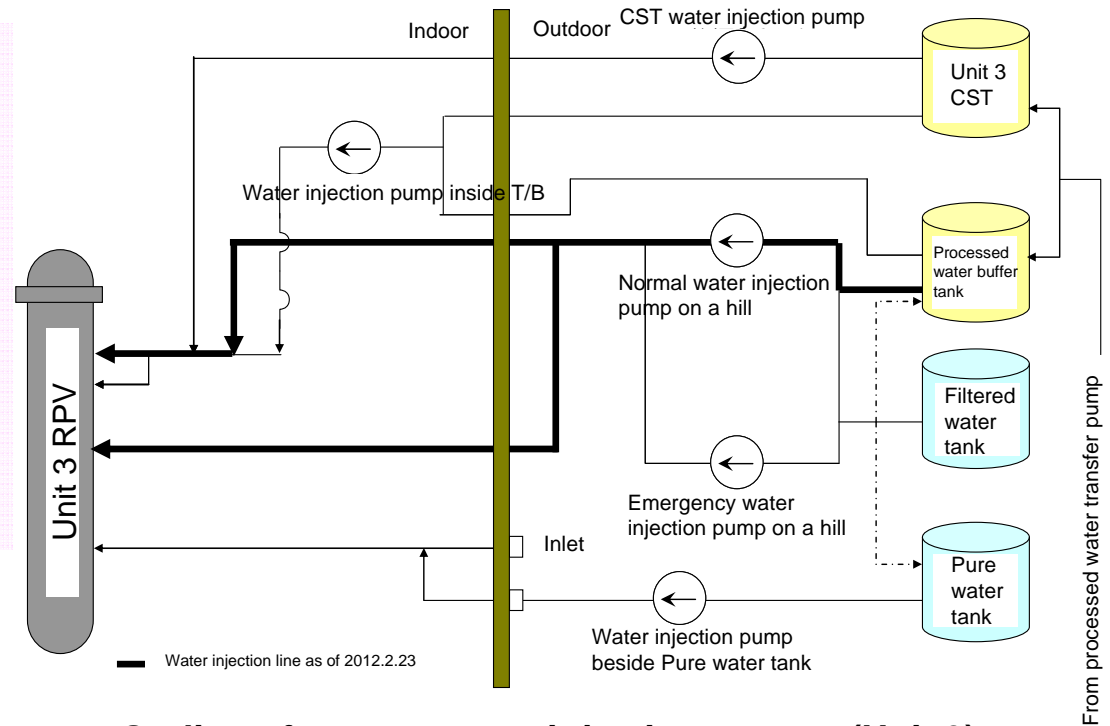 CST water injection pump
Indoor
Outdoor
Unit 3
CST
Water injection pump inside T/B
Processed
water buffer
tank
Normal water injection
pump on a hill
Filtered
water
tank
Unit 3 RPV
Emergency water
injection pump on a hill
Inlet
Pure
water
tank
Water injection pump
beside Pure water tank
Water injection line as of 2012.2.23
From processed water transfer pump